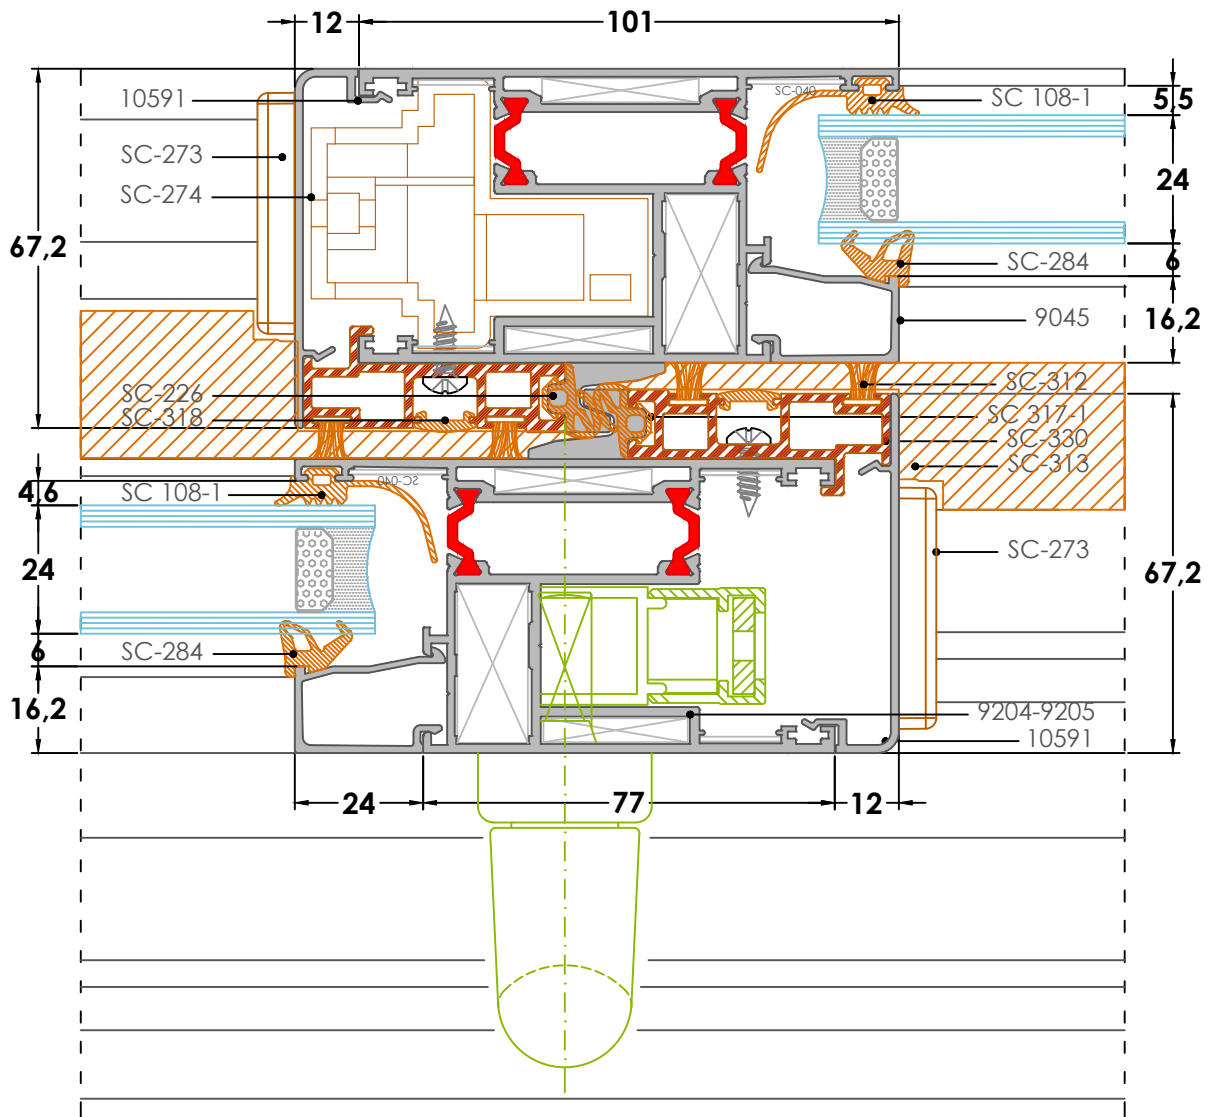 12
101
10591
SC-040
SC 108-1
5,5
SC-273
24
SC-274
67,2
SC-284
6
9045
16,2
SC-226
SC-312
SC-318
SC 317-1
SC-330
SC-313
4,6
SC 108-1
SC-040
24
SC-273
67,2
6
SC-284
16,2
9204-9205
10591
24
77
12